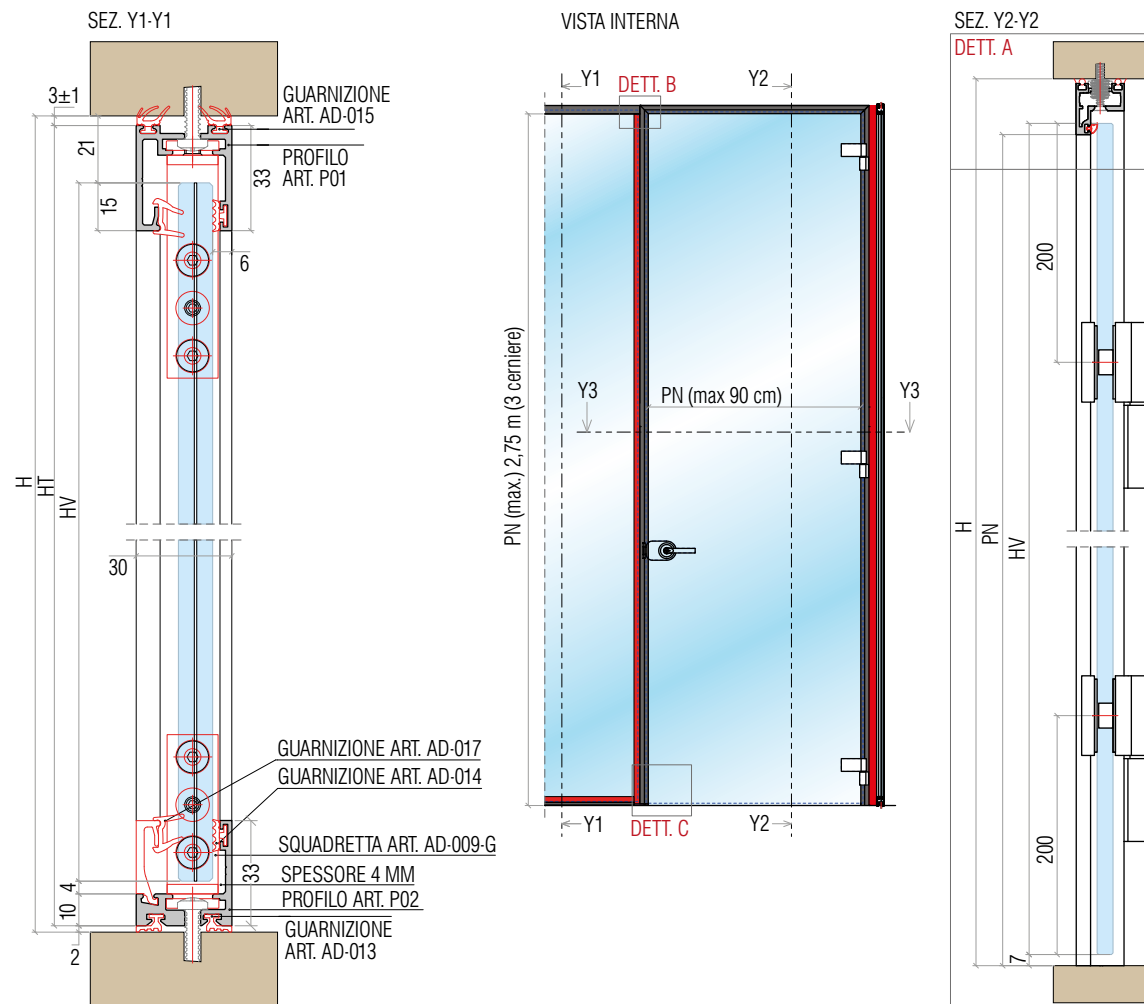 SEZ. Y1-Y1
3±1
21
15
33
6
GUARNIZIONE
ART. AD-015
PROFILO
ART. P01
H
HT
HV
30
GUARNIZIONE ART. AD-017
GUARNIZIONE ART. AD-014
SQUADRETTA ART. AD-009-G
SPESSORE 4 MM
PROFILO ART. P02
GUARNIZIONE
ART. AD-013
33
4
10
2
VISTA INTERNA
Y1
DETT. B
Y2
PN (max.) 2,75 m (3 cerniere)
Y3
PN (max 90 cm)
Y3
Y1
DETT. C
Y2
SEZ. Y2-Y2
DETT. A
200
H
PN
HV
200
7